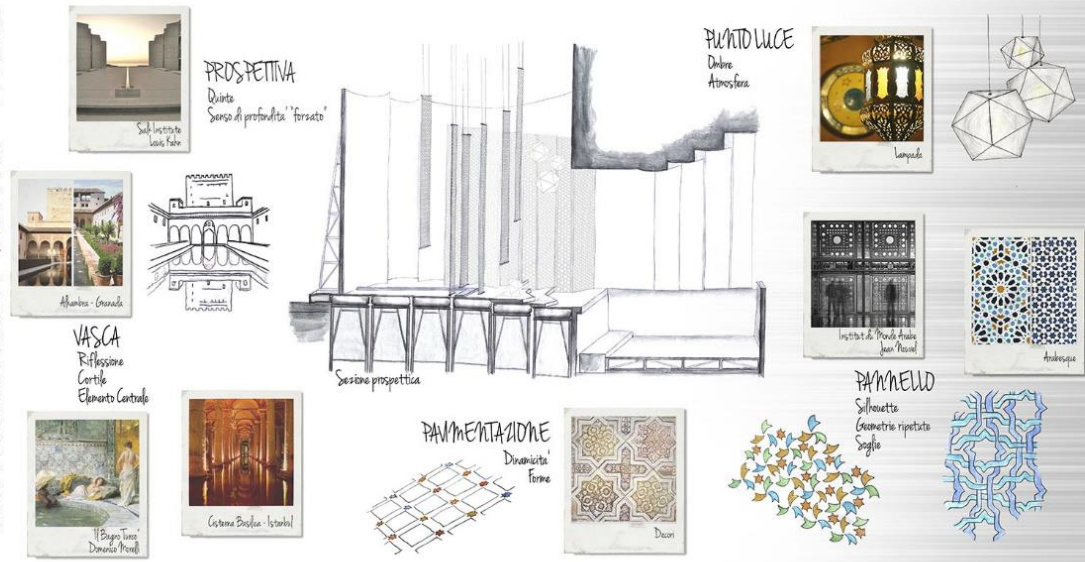 PROSPETTIVA
Quinte
Senso di profondita' "forzato"
Salk Institute
Louis Kahn
Alhambra - Granada
VASCA
Riflessione
Cortile
Elemento Centrale
Il Bagno Turco
Domenico Morelli
Cisterna Basilica - Istanbul
Sezione prospettica
PUNTO LUCE
Ombre
Atmosfera
Lampada
Institut du Monde Arabe
Jean Nouvel
Arabesque
PANNELLO
Silhouette
Geometrie ripetute
Soglie
PAVIMENTAZIONE
Dinamicita'
Forme
Decori